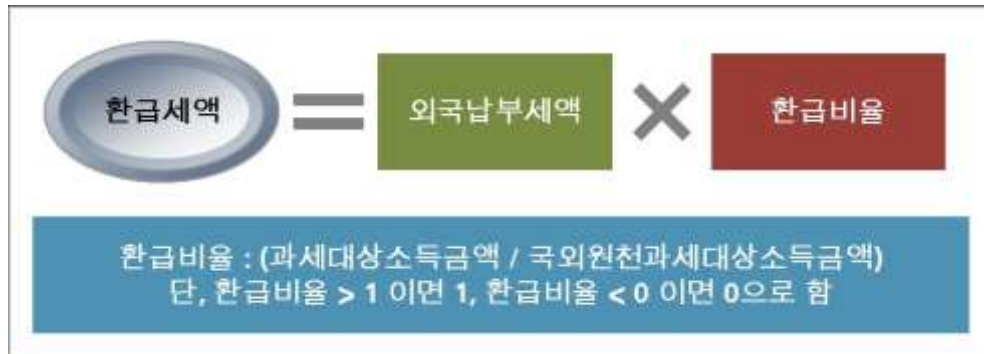 환급세액 = 외국납부세액 × 환급비율
환급비율 : (과세대상소득금액 / 국외원천과세대상소득금액)
단, 환급비율 > 1 이면 1, 환급비율 < 0 이면 0으로 함